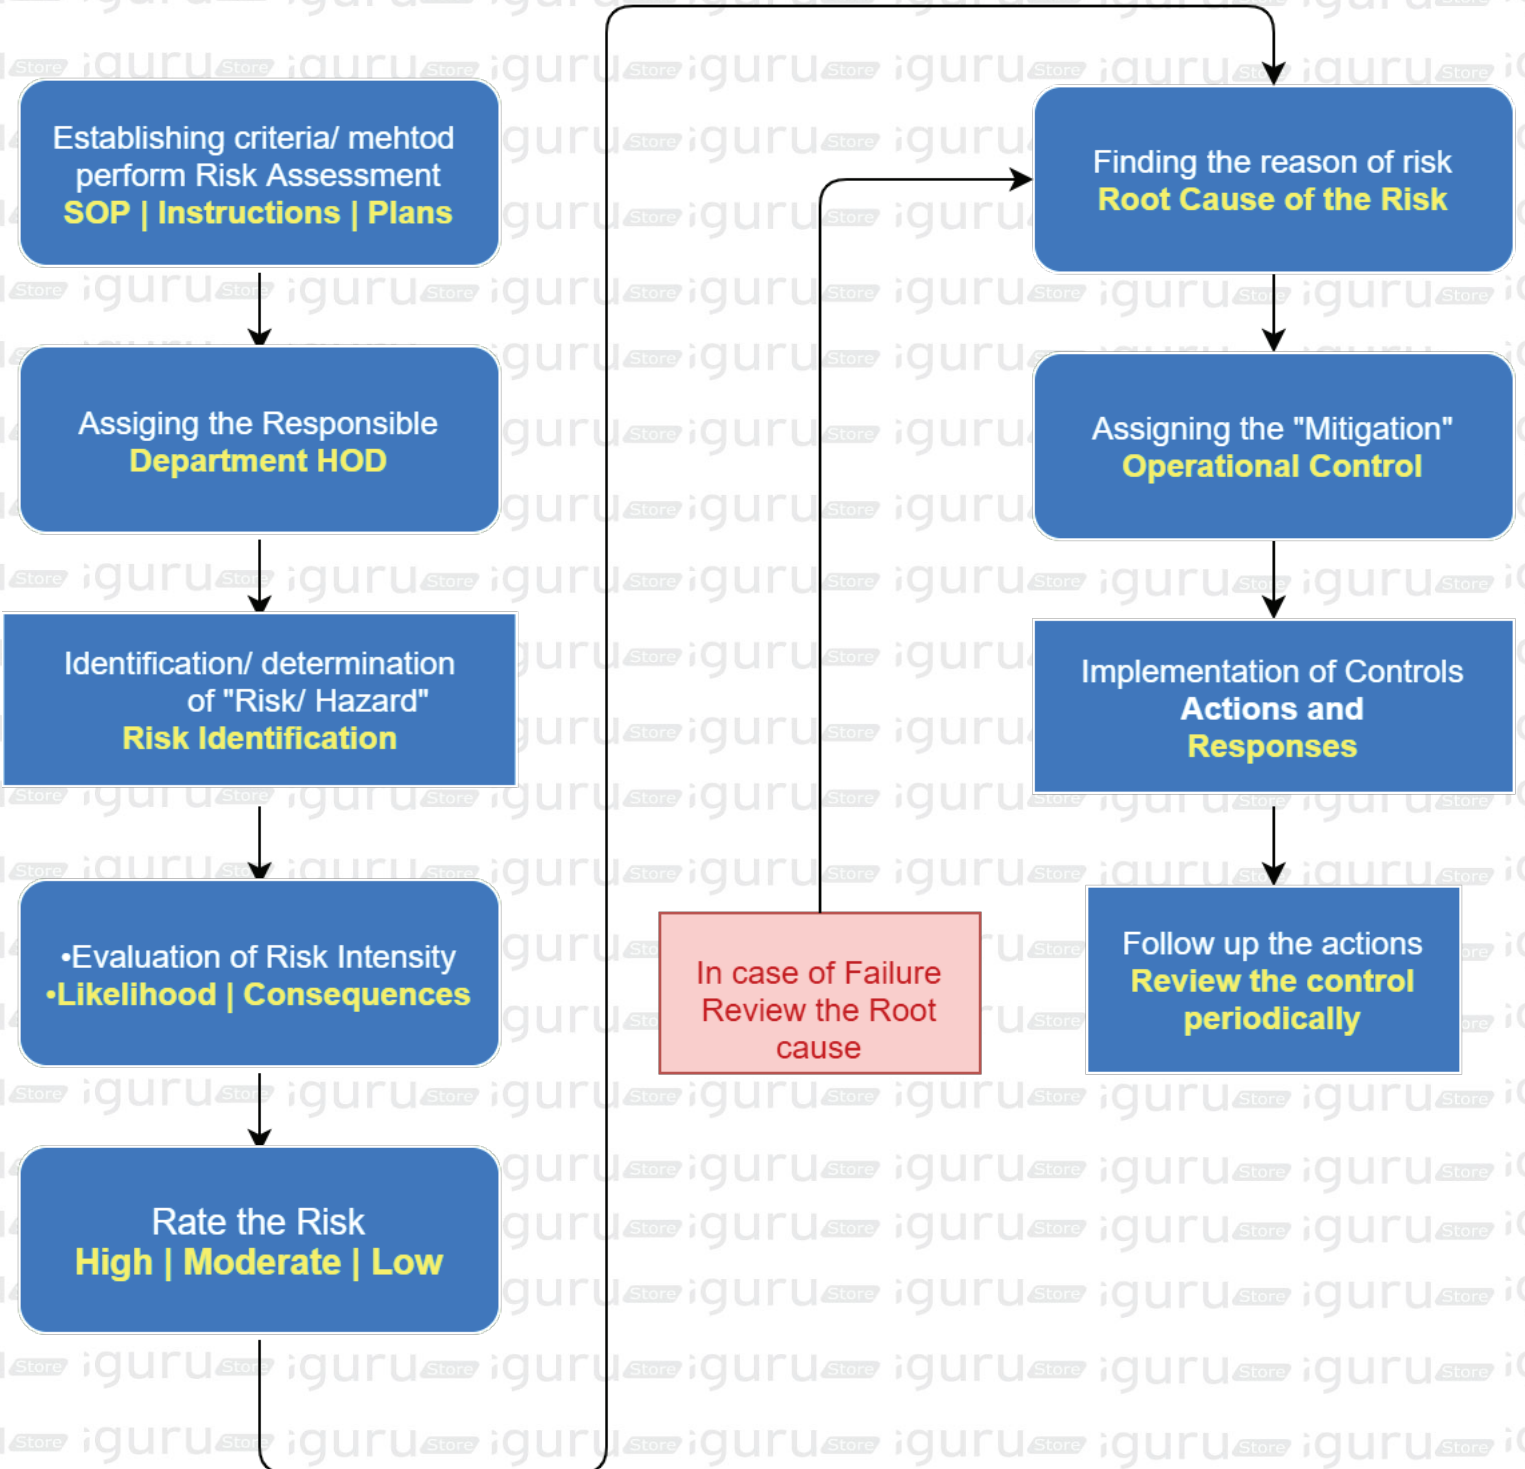 Establishing criteria/ mehtod
perform Risk Assessment
SOP | Instructions | Plans
Assiging the Responsible
Department HOD
Identification/ determination
of "Risk/ Hazard"
Risk Identification
•Evaluation of Risk Intensity
•Likelihood | Consequences
Rate the Risk
High | Moderate | Low
Finding the reason of risk
Root Cause of the Risk
Assigning the "Mitigation"
Operational Control
Implementation of Controls
Actions and
Responses
Follow up the actions
Review the control
periodically
In case of Failure
Review the Root
cause
iguru Store